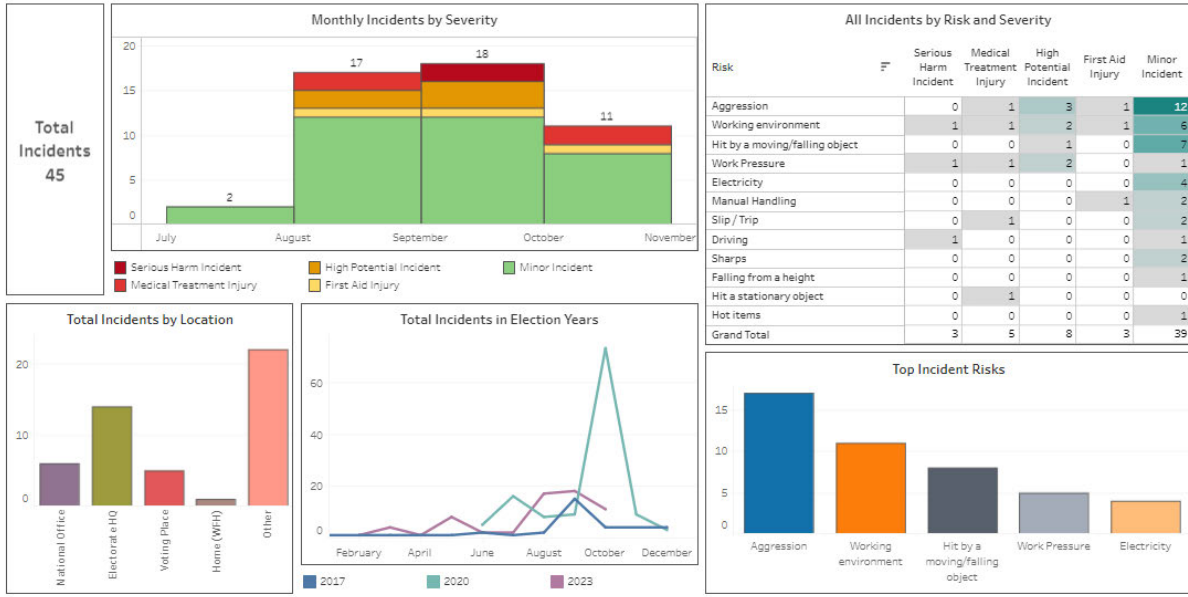 Total
Incidents
45
Monthly Incidents by Severity
20
15
10
5
0
2
17
18
11
July August September October November
Serious Harm Incident High Potential Incident Minor Incident
Medical Treatment Injury First Aid Injury
All Incidents by Risk and Severity
Risk Serious Harm Incident Medical Treatment Injury High Potential Incident First Aid Injury Minor Incident
Aggression 0 1 3 1 12
Working environment 1 1 2 1 6
Hit by a moving/falling object 0 0 1 0 7
Work Pressure 1 1 2 0 1
Electricity 0 0 0 0 4
Manual Handling 0 0 0 1 2
Slip / Trip 0 1 0 0 2
Driving 1 0 0 0 1
Sharps 0 0 0 0 2
Falling from a height 0 0 0 0 1
Hit a stationary object 0 1 0 0 0
Hot items 0 0 0 0 1
Grand Total 3 5 8 3 39
Total Incidents by Location
20
10
0
National Office
Electorate HQ
Voting Place
Home (WFH)
Other
Total Incidents in Election Years
60
40
20
0
February April June August October December
2017 2020 2023
Top Incident Risks
15
10
5
0
Aggression
Working
environment
Hit by a
moving/falling
object
Work Pressure
Electricity